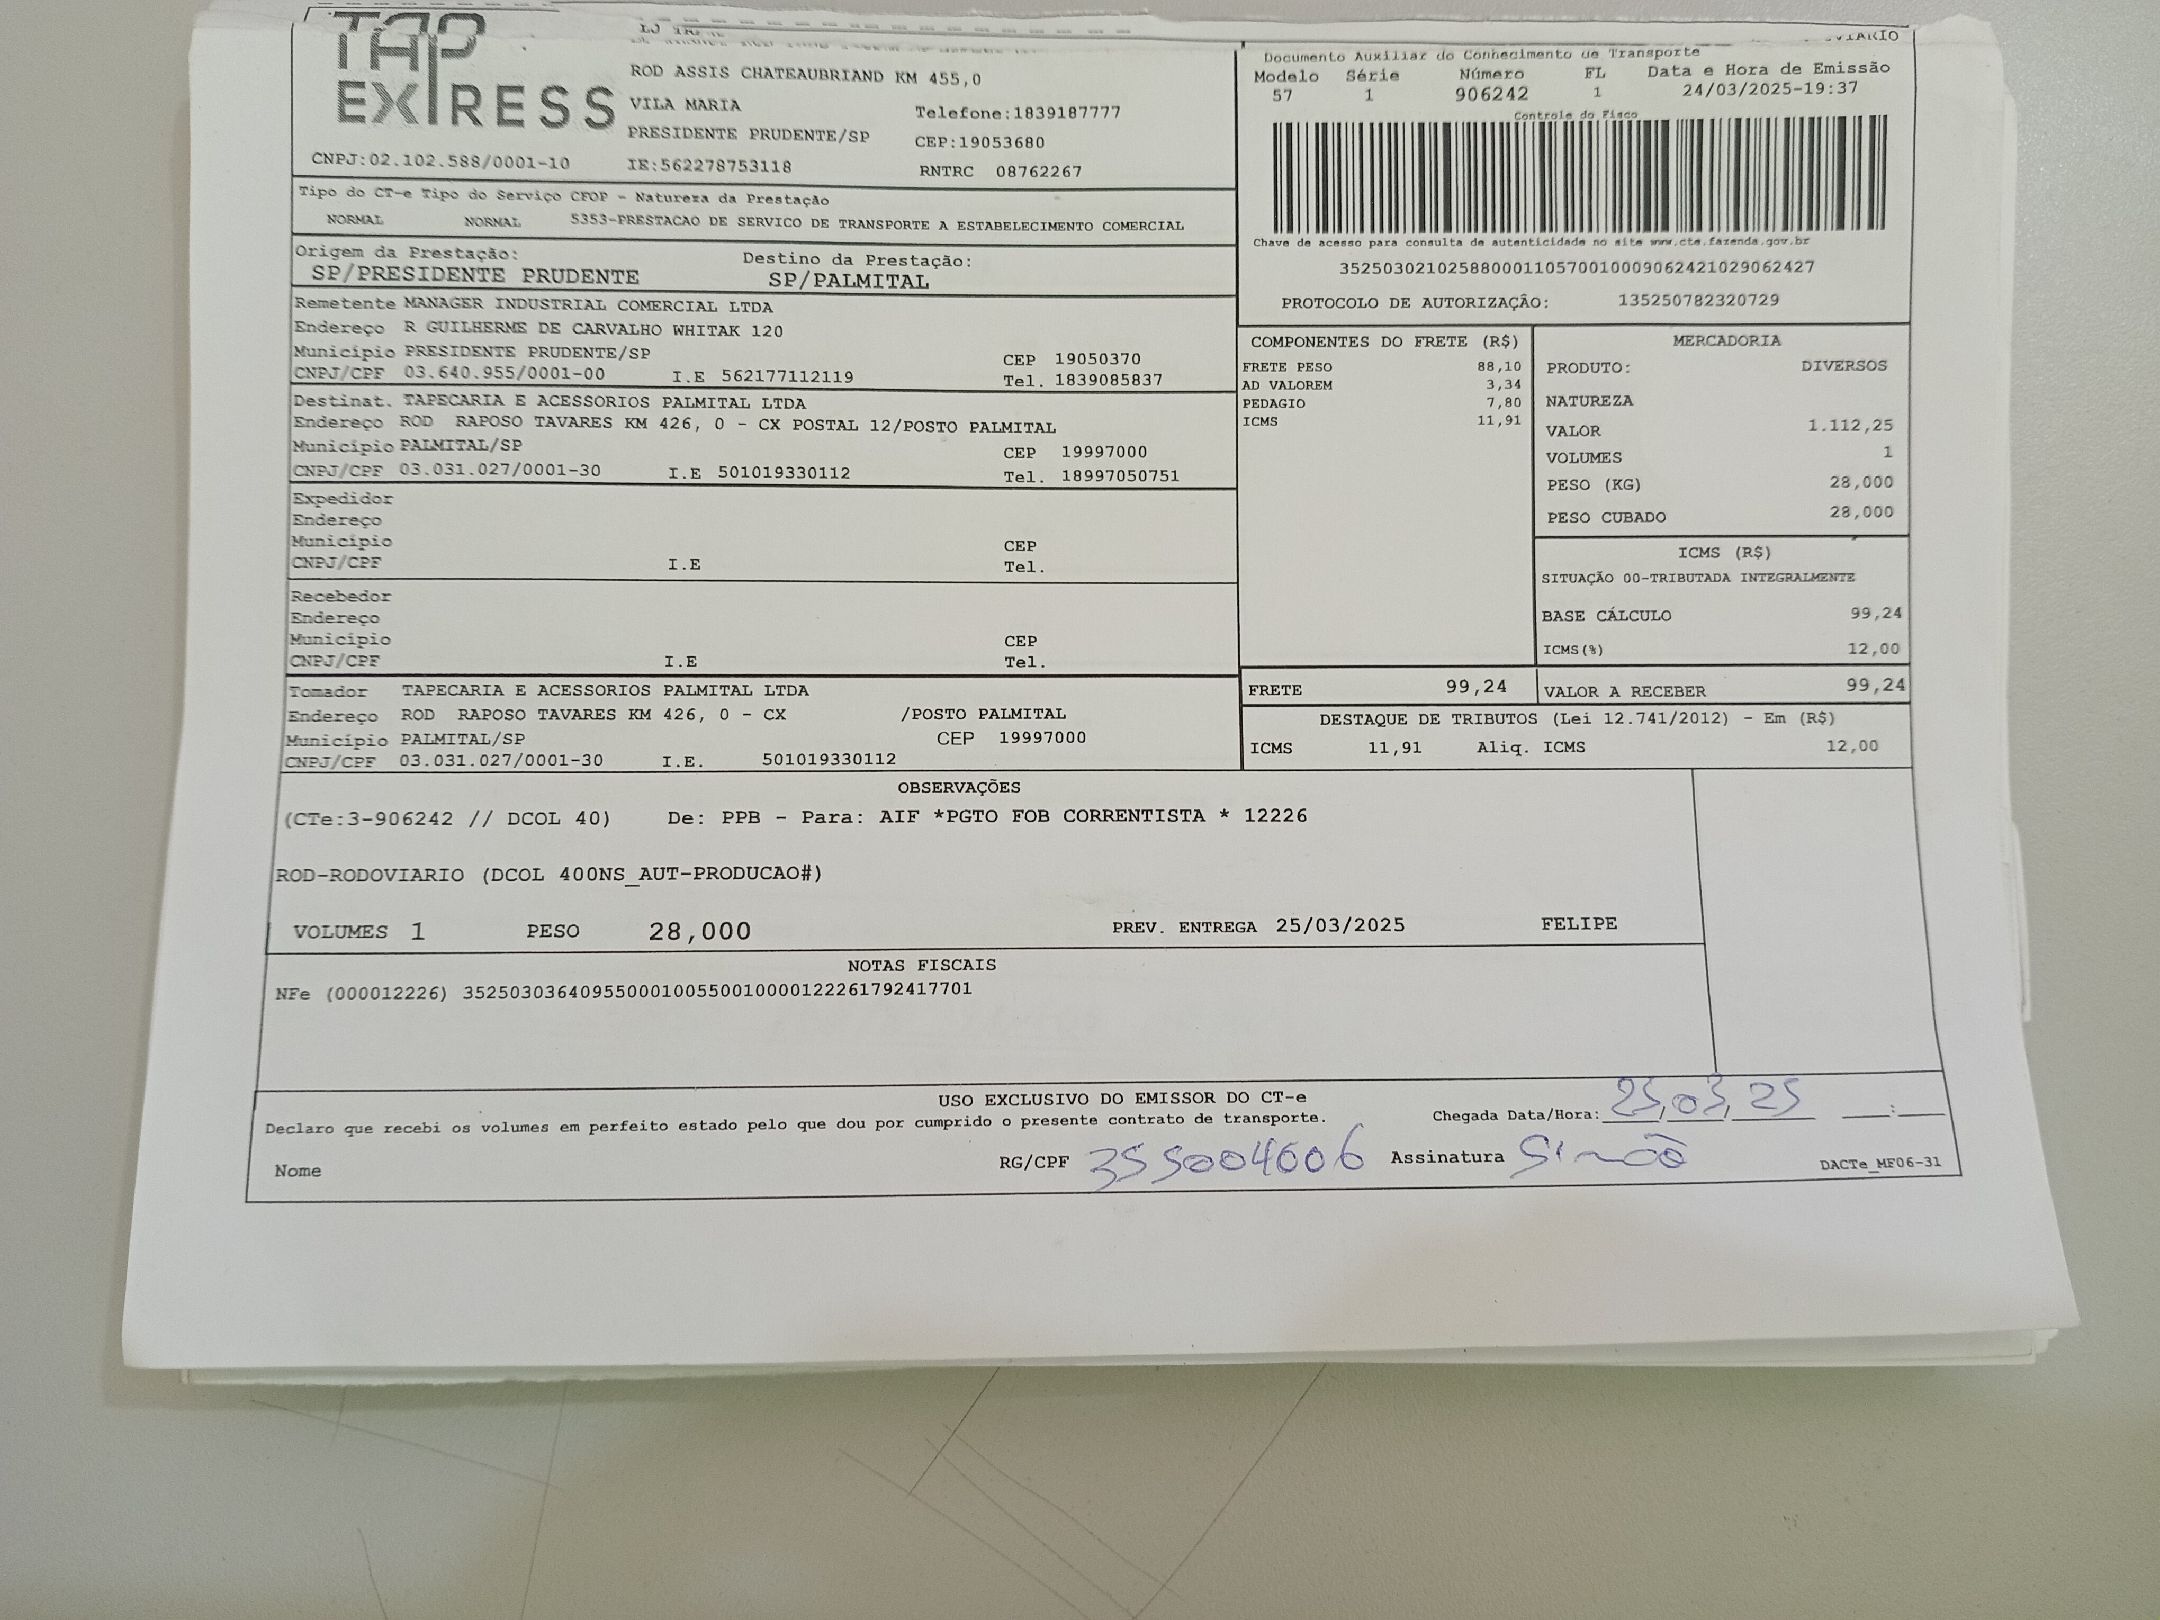 TAP
EXPRESS
ROD ASSIS CHATEAUBRIAND KM 455,0
VILA MARIA
Telefone:1839187777
PRESIDENTE PRUDENTE/SP
CEP:19053680
CNPJ:02.102.588/0001-10 IE:562278753118 RNTRC 08762267
Documento Auxiliar do Conhecimento de Transporte
Modelo Série Número FL Data e Hora de Emissão
57 1 906242 1 24/03/2025-19:37
Controle do Fisco
Chave de acesso para consulta de autenticidade no site www.cte.fazenda.gov.br
35250302102588000110570010009062421029062427
PROTOCOLO DE AUTORIZAÇÃO: 135250782320729
Tipo do CT-e Tipo do Serviço CFOP - Natureza da Prestação
NORMAL NORMAL 5353-PRESTACAO DE SERVICO DE TRANSPORTE A ESTABELECIMENTO COMERCIAL
Origem da Prestação: Destino da Prestação:
SP/PRESIDENTE PRUDENTE SP/PALMITAL
Remetente MANAGER INDUSTRIAL COMERCIAL LTDA
Endereço R GUILHERME DE CARVALHO WHITAK 120
Município PRESIDENTE PRUDENTE/SP CEP 19050370
CNPJ/CPF 03.640.955/0001-00 I.E 562177112119 Tel. 1839085837
Destinat. TAPECARIA E ACESSORIOS PALMITAL LTDA
Endereço ROD RAPOSO TAVARES KM 426, 0 - CX POSTAL 12/POSTO PALMITAL
Município PALMITAL/SP CEP 19997000
CNPJ/CPF 03.031.027/0001-30 I.E 501019330112 Tel. 18997050751
Expedidor
Endereço
Município CEP
CNPJ/CPF I.E Tel.
Recebedor
Endereço
Município CEP
CNPJ/CPF I.E Tel.
Tomador TAPECARIA E ACESSORIOS PALMITAL LTDA
Endereço ROD RAPOSO TAVARES KM 426, 0 - CX /POSTO PALMITAL
Município PALMITAL/SP CEP 19997000
CNPJ/CPF 03.031.027/0001-30 I.E. 501019330112
COMPONENTES DO FRETE (R$)
FRETE PESO 88,10
AD VALOREM 3,34
PEDAGIO 7,80
ICMS 11,91
MERCADORIA
PRODUTO: DIVERSOS
NATUREZA
VALOR 1.112,25
VOLUMES 1
PESO (KG) 28,000
PESO CUBADO 28,000
ICMS (R$)
SITUAÇÃO 00-TRIBUTADA INTEGRALMENTE
BASE CÁLCULO 99,24
ICMS(%) 12,00
FRETE 99,24 VALOR A RECEBER 99,24
DESTAQUE DE TRIBUTOS (Lei 12.741/2012) - Em (R$)
ICMS 11,91 Aliq. ICMS 12,00
OBSERVAÇÕES
(CTe:3-906242 // DCOL 40) De: PPB - Para: AIF *PGTO FOB CORRENTISTA * 12226
ROD-RODOVIARIO (DCOL 400NS_AUT-PRODUCAO#)
VOLUMES 1 PESO 28,000 PREV. ENTREGA 25/03/2025 FELIPE
NOTAS FISCAIS
NFe (000012226) 35250303640955000100550010000122261792417701
USO EXCLUSIVO DO EMISSOR DO CT-e
Declaro que recebi os volumes em perfeito estado pelo que dou por cumprido o presente contrato de transporte. Chegada Data/Hora: 25/03/25 __:__
Nome RG/CPF 355004606 Assinatura Simão DACTe_MF06-31